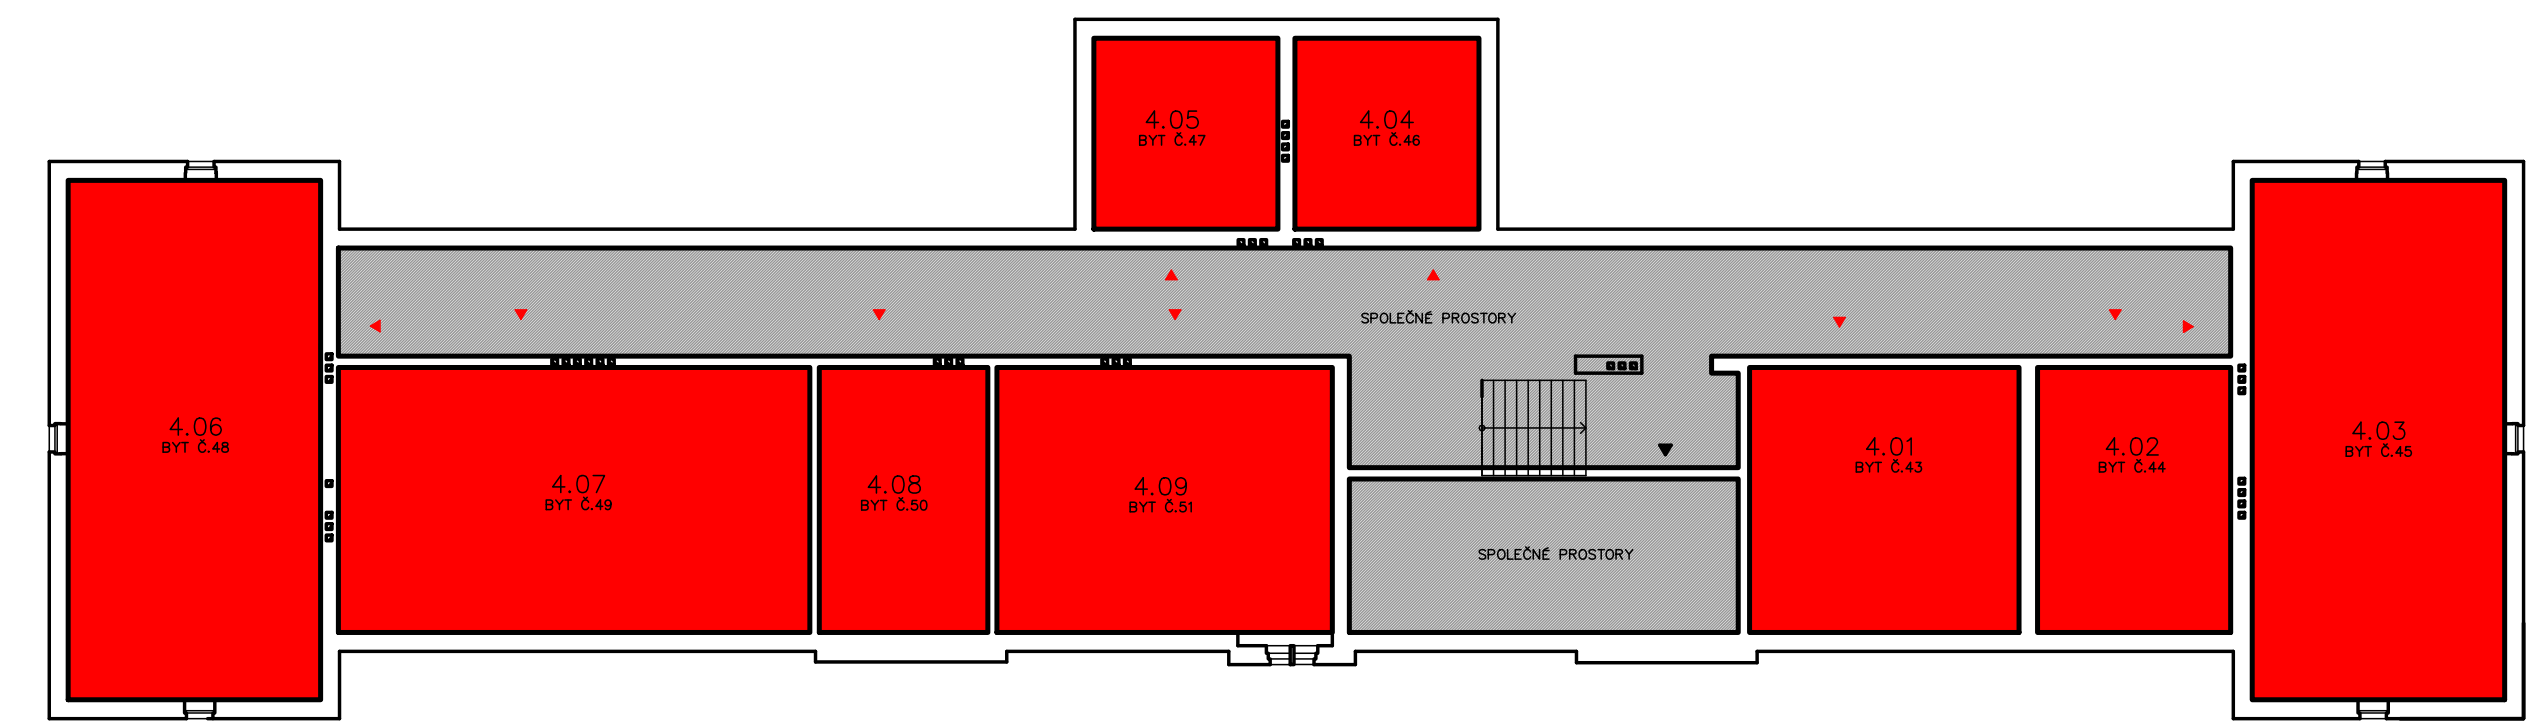 4.05
BYT Č.47
4.04
BYT Č.46
SPOLEČNÉ PROSTORY
4.06
BYT Č.48
4.07
BYT Č.49
4.08
BYT Č.50
4.09
BYT Č.51
SPOLEČNÉ PROSTORY
4.01
BYT Č.43
4.02
BYT Č.44
4.03
BYT Č.45